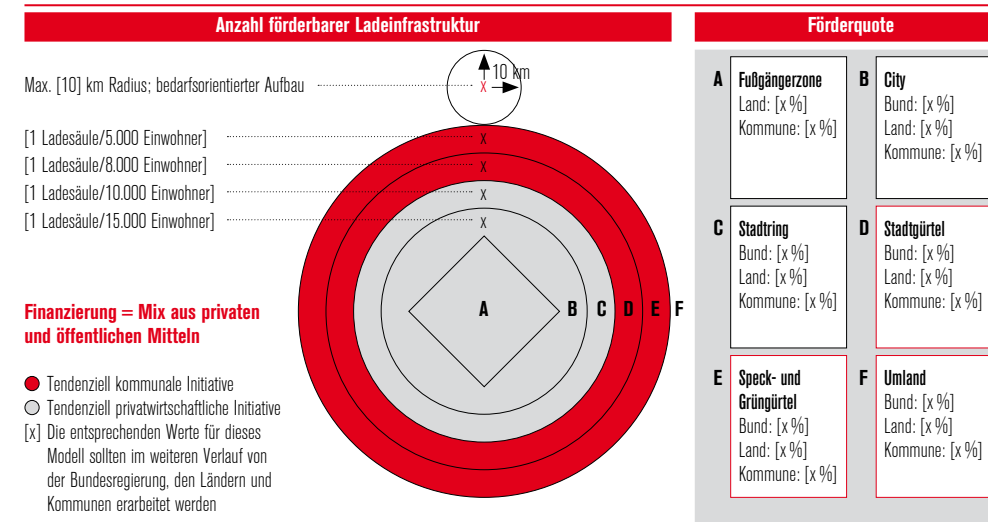 Anzahl förderbarer Ladeinfrastruktur
Max. [10] km Radius; bedarfsorientierter Aufbau
10 km
X
[1 Ladesäule/5.000 Einwohner]
X
[1 Ladesäule/8.000 Einwohner]
X
[1 Ladesäule/10.000 Einwohner]
X
[1 Ladesäule/15.000 Einwohner]
X
A B C D E F
Finanzierung = Mix aus privaten
und öffentlichen Mitteln
Tendenziell kommunale Initiative
Tendenziell privatwirtschaftliche Initiative
[x] Die entsprechenden Werte für dieses
Modell sollten im weiteren Verlauf von
der Bundesregierung, den Ländern und
Kommunen erarbeitet werden
Förderquote
A Fußgängerzone
Land: [x %]
Kommune: [x %]
B City
Bund: [x %]
Land: [x %]
Kommune: [x %]
C Stadtring
Bund: [x %]
Land: [x %]
Kommune: [x %]
D Stadtgürtel
Bund: [x %]
Land: [x %]
Kommune: [x %]
E Speck- und
Grüngürtel
Bund: [x %]
Land: [x %]
Kommune: [x %]
F Umland
Bund: [x %]
Land: [x %]
Kommune: [x %]